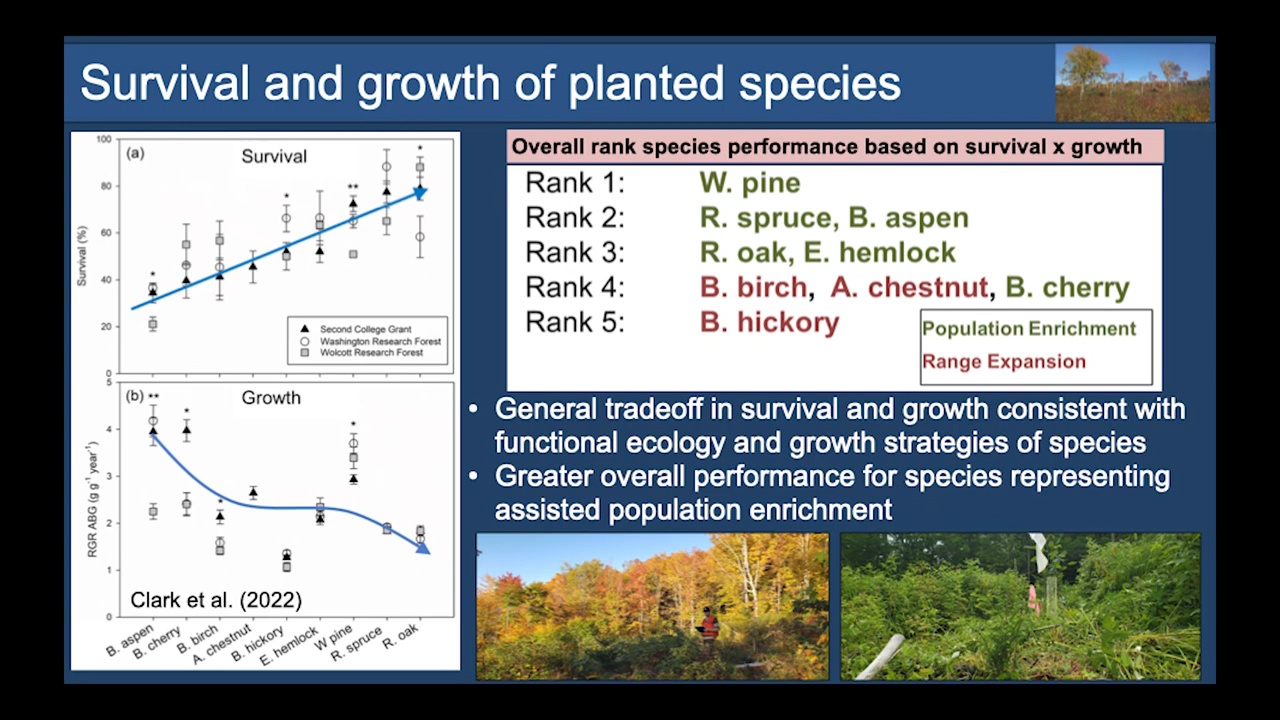 Survival and growth of planted species
100
80
60
40
20
0
Survival (%)
(a)
Survival
*
*
**
*
Second College Grant
Washington Research Forest
Wolcott Research Forest
5
4
3
2
1
0
RGR ABG (g g⁻¹ year⁻¹)
(b)
Growth
**
*
*
*
Clark et al. (2022)
B. aspen
B. cherry
B. birch
A. chestnut
B. hickory
E. hemlock
W pine
R. spruce
R. oak
Overall rank species performance based on survival x growth
Rank 1: W. pine
Rank 2: R. spruce, B. aspen
Rank 3: R. oak, E. hemlock
Rank 4: B. birch, A. chestnut, B. cherry
Rank 5: B. hickory
Population Enrichment
Range Expansion
• General tradeoff in survival and growth consistent with
functional ecology and growth strategies of species
• Greater overall performance for species representing
assisted population enrichment